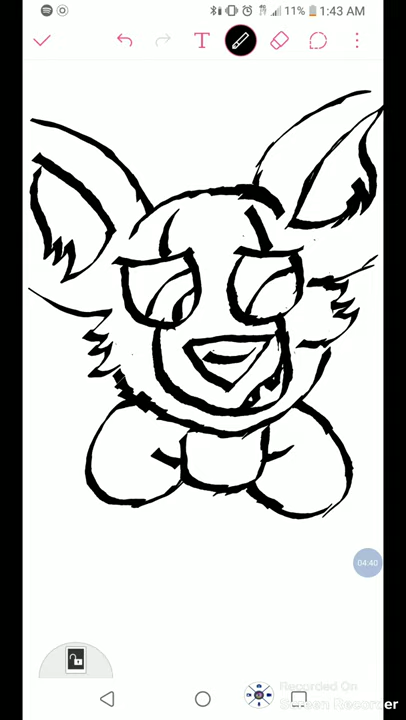 11% 1:43 AM
T
04:40
Recorded On
Screen Recorder